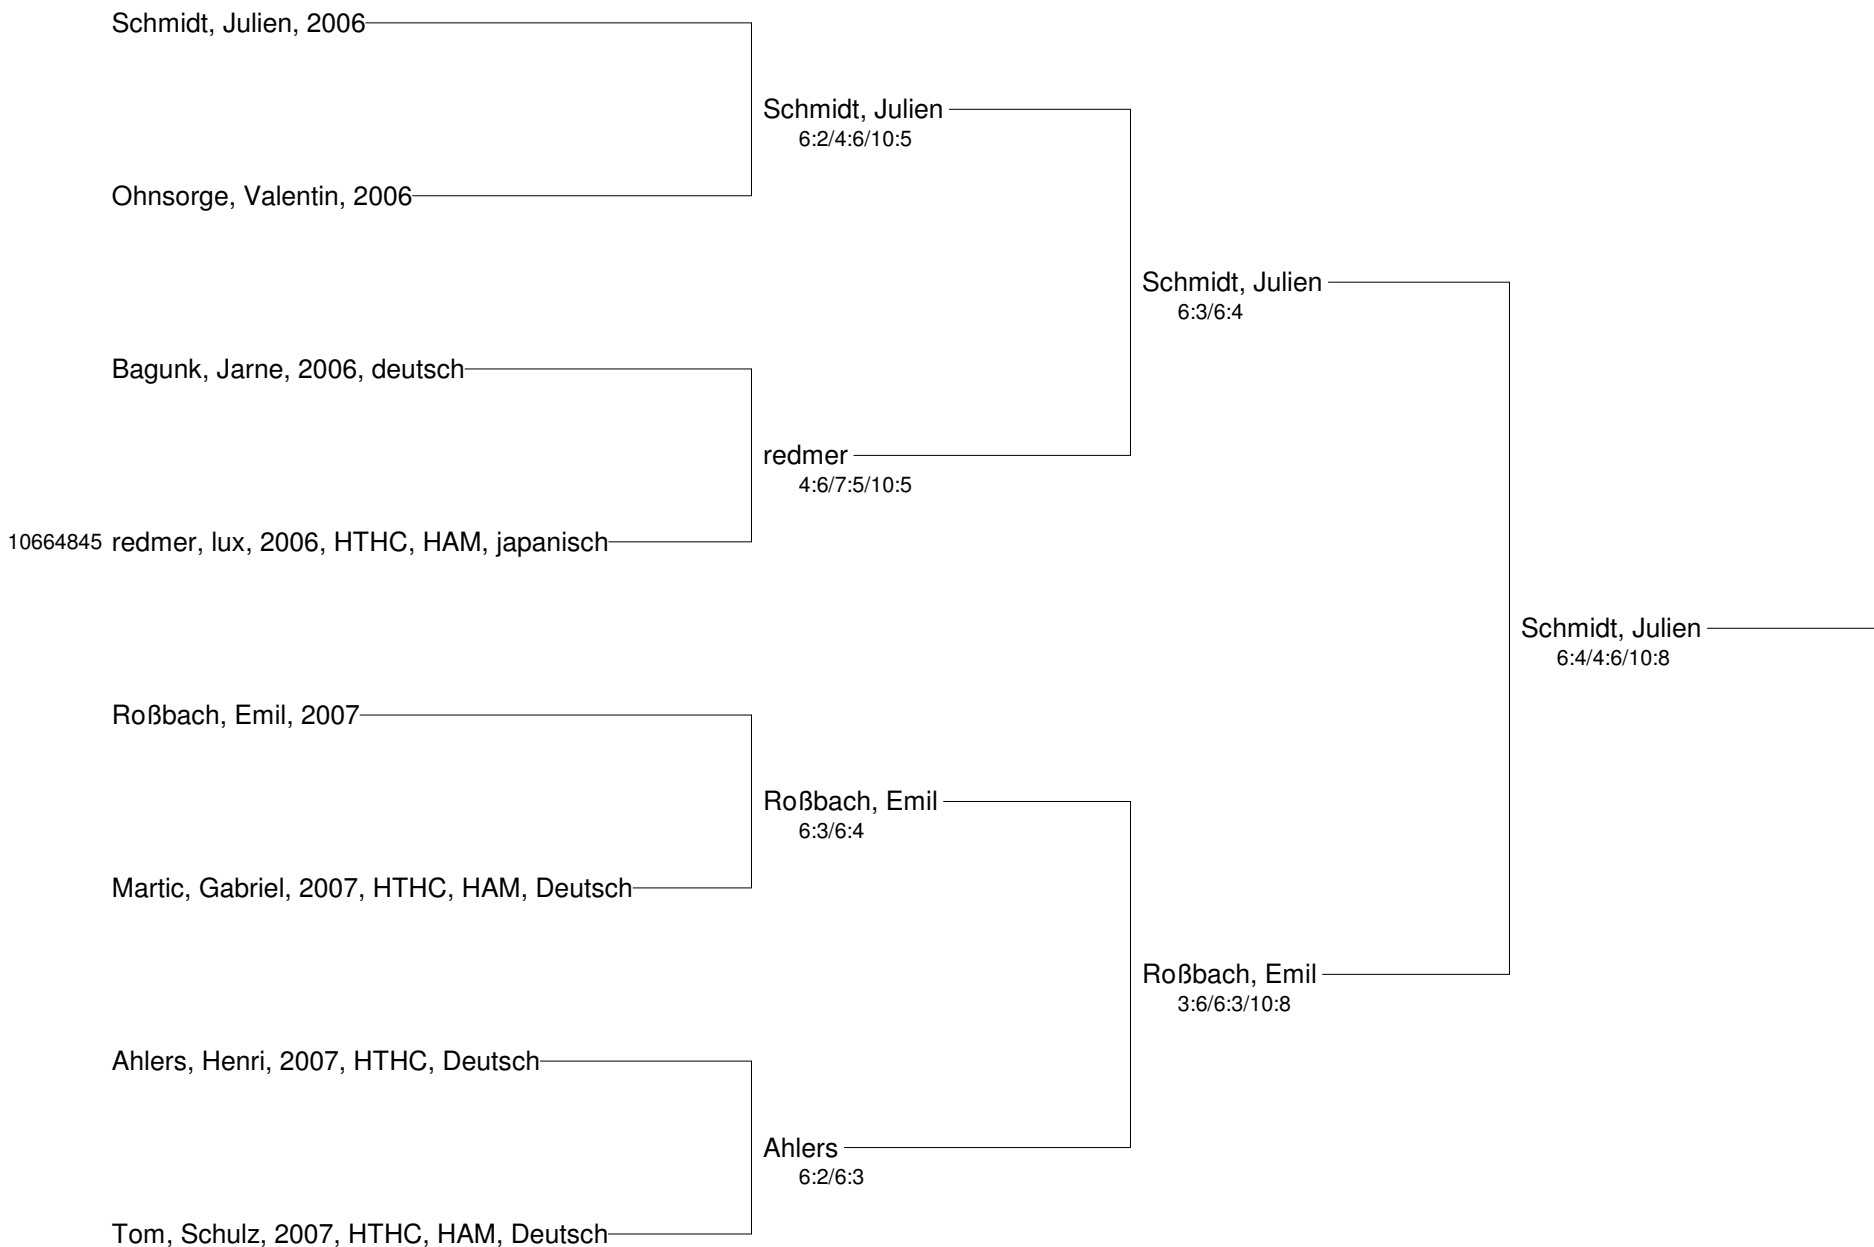 Schmidt, Julien, 2006
Schmidt, Julien
6:2/4:6/10:5
Ohnsorge, Valentin, 2006
Schmidt, Julien
6:3/6:4
Bagunk, Jarne, 2006, deutsch
redmer
4:6/7:5/10:5
10664845 redmer, lux, 2006, HTHC, HAM, japanisch
Schmidt, Julien
6:4/4:6/10:8
Roßbach, Emil, 2007
Roßbach, Emil
6:3/6:4
Martic, Gabriel, 2007, HTHC, HAM, Deutsch
Roßbach, Emil
3:6/6:3/10:8
Ahlers, Henri, 2007, HTHC, Deutsch
Ahlers
6:2/6:3
Tom, Schulz, 2007, HTHC, HAM, Deutsch